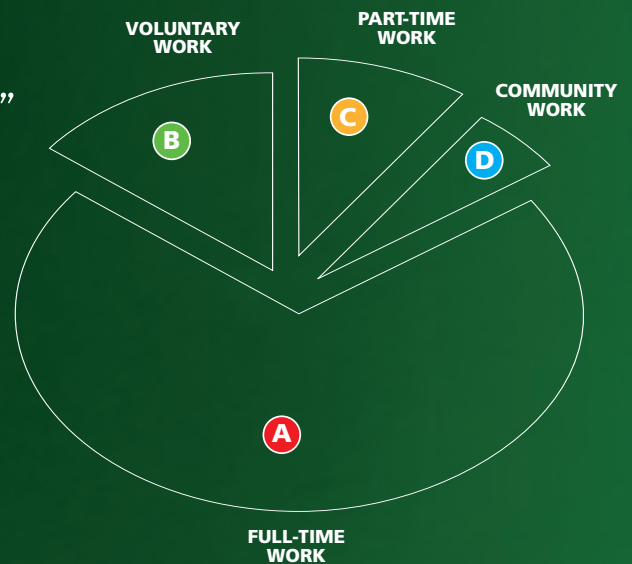 VOLUNTARY
WORK
PART-TIME
WORK
COMMUNITY
WORK
”
B
C
D
A
FULL-TIME
WORK